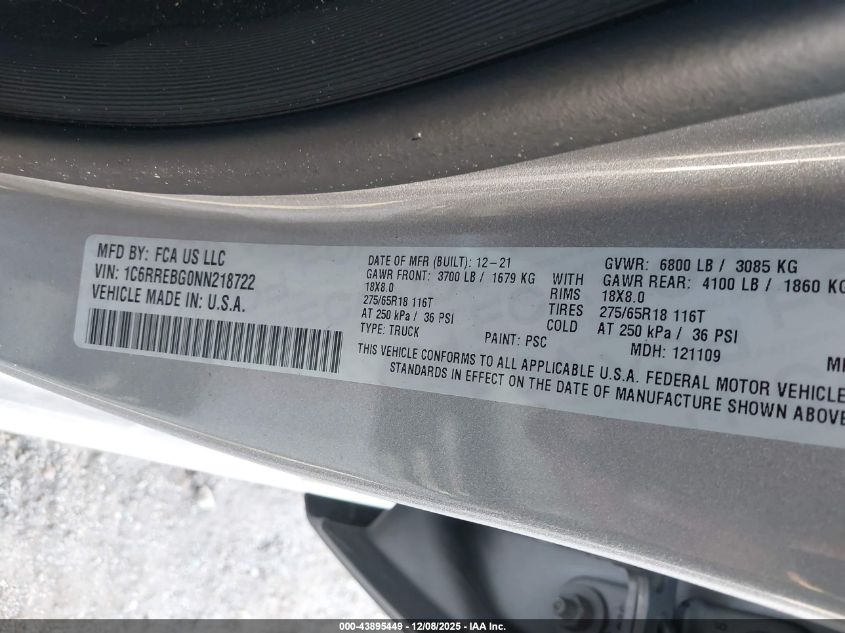 MFD BY: FCA US LLC
VIN: 1C6RREBG0NN218722
VEHICLE MADE IN: U.S.A.
DATE OF MFR (BUILT): 12-21
GAWR FRONT: 3700 LB / 1679 KG
18X8.0
275/65R18 116T
AT 250 kPa / 36 PSI
TYPE: TRUCK
PAINT: PSC
WITH
RIMS
TIRES
COLD
GVWR: 6800 LB / 3085 KG
GAWR REAR: 4100 LB / 1860 KG
18X8.0
275/65R18 116T
AT 250 kPa / 36 PSI
MDH: 121109
THIS VEHICLE CONFORMS TO ALL APPLICABLE U.S.A. FEDERAL MOTOR VEHICLE
STANDARDS IN EFFECT ON THE DATE OF MANUFACTURE SHOWN ABOVE
000-43895449 - 12/08/2025 - IAA Inc.